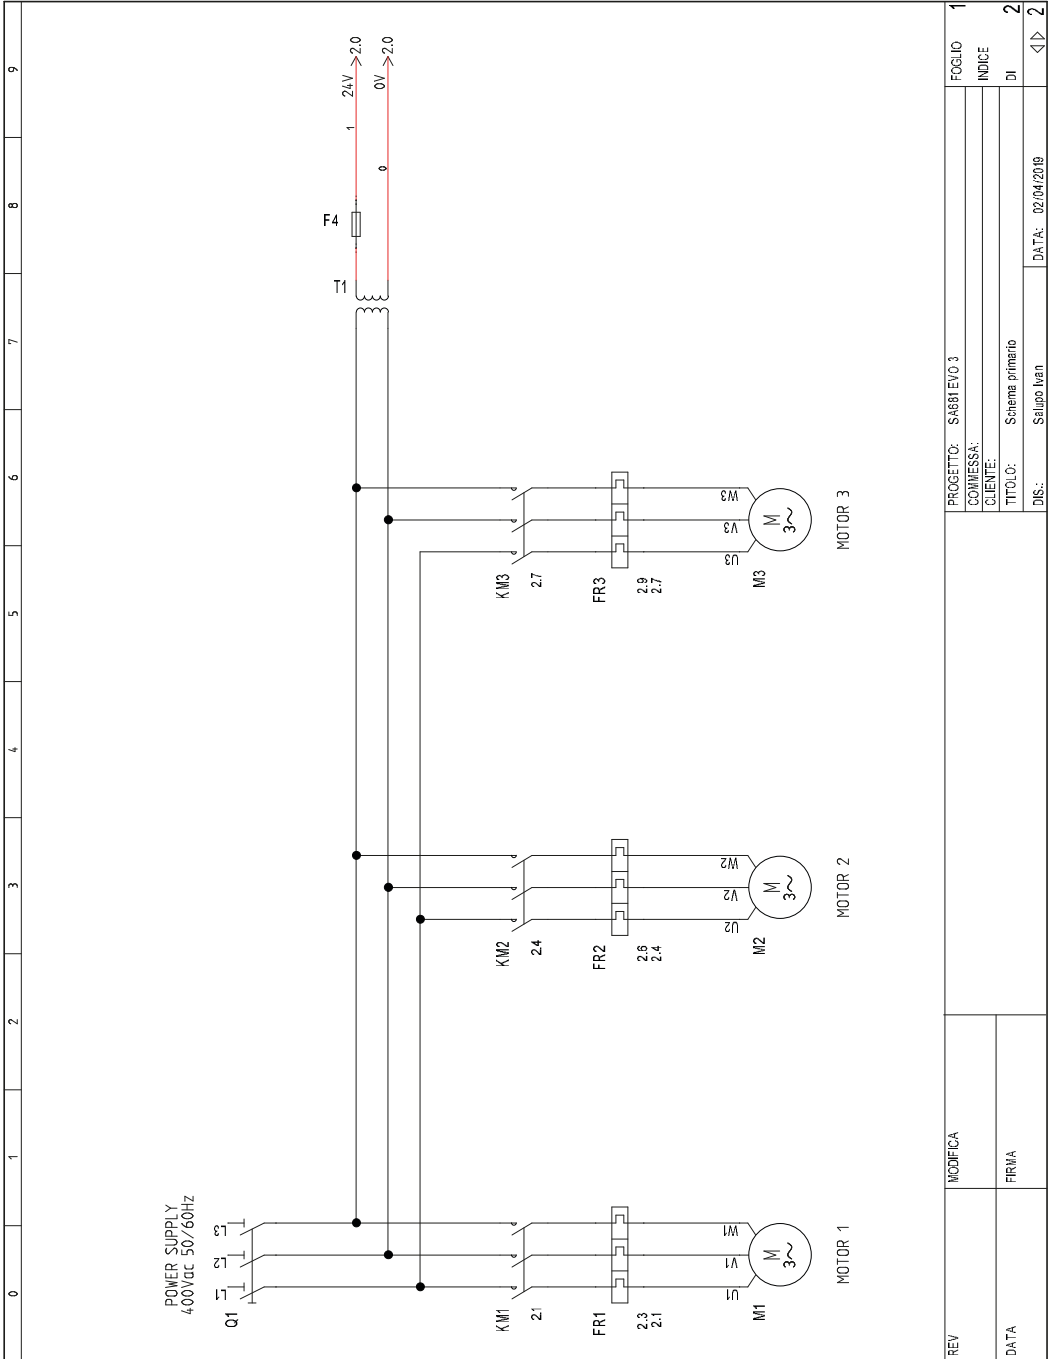 0 1 2 3 4 5 6 7 8 9
POWER SUPPLY
400Vac 50/60Hz
Q1
L1 L2 L3
T1
F4
1
24V
2.0
0
0V
2.0
KM1
2.1
KM2
2.4
KM3
2.7
FR1
2.3
2.1
FR2
2.6
2.4
FR3
2.9
2.7
U1 V1 W1
U2 V2 W2
U3 V3 W3
M1
M
3~
M2
M
3~
M3
M
3~
MOTOR 1
MOTOR 2
MOTOR 3
REV
MODIFICA
DATA
FIRMA
PROGETTO: SA681 EVO 3
COMMESSA:
CLIENTE:
TITOLO: Schema primario
DIS.: Salupo Ivan
DATA: 02/04/2019
FOGLIO 1
INDICE
DI 2
2